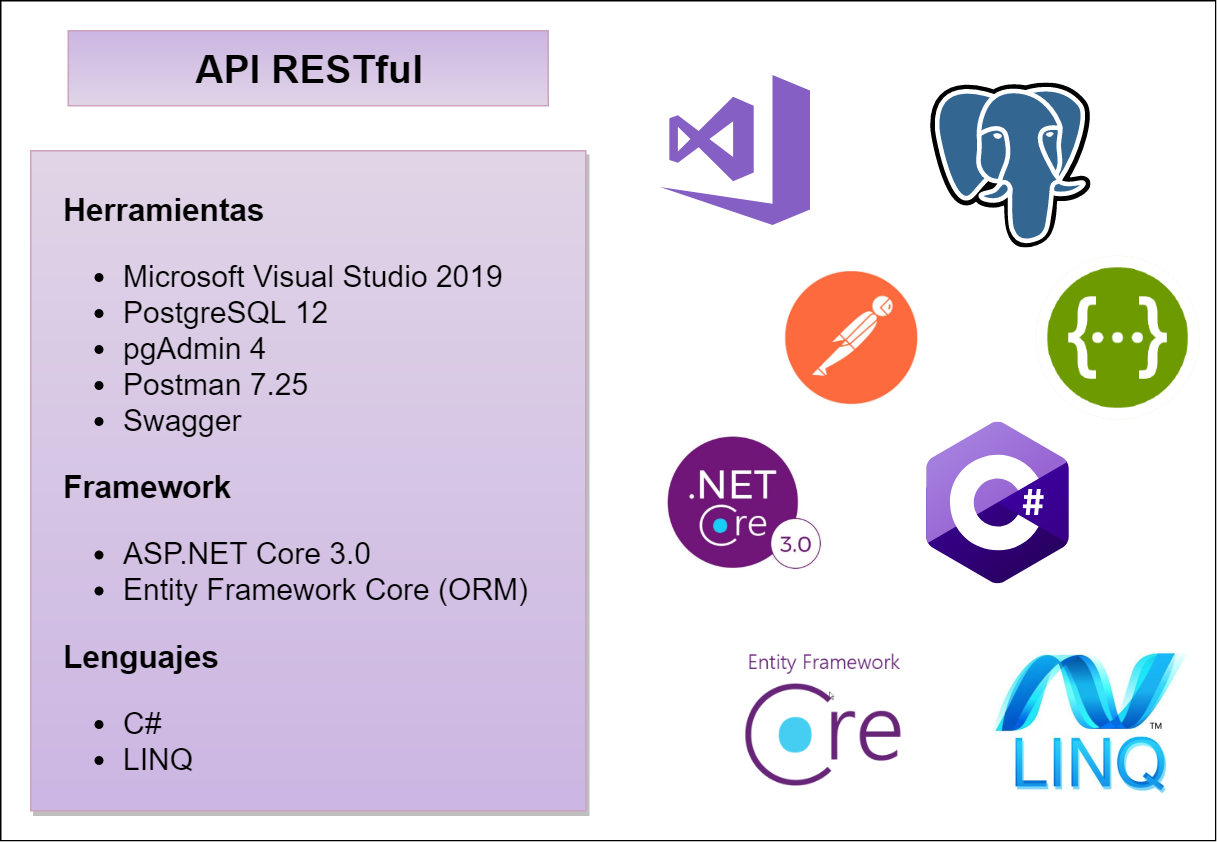 API RESTful
Herramientas
Microsoft Visual Studio 2019
PostgreSQL 12
pgAdmin 4
Postman 7.25
Swagger
Framework
ASP.NET Core 3.0
Entity Framework Core (ORM)
Lenguajes
C#
LINQ
{...}
.NET
Core
3.0
C#
Entity Framework
Core
TM
LINQ